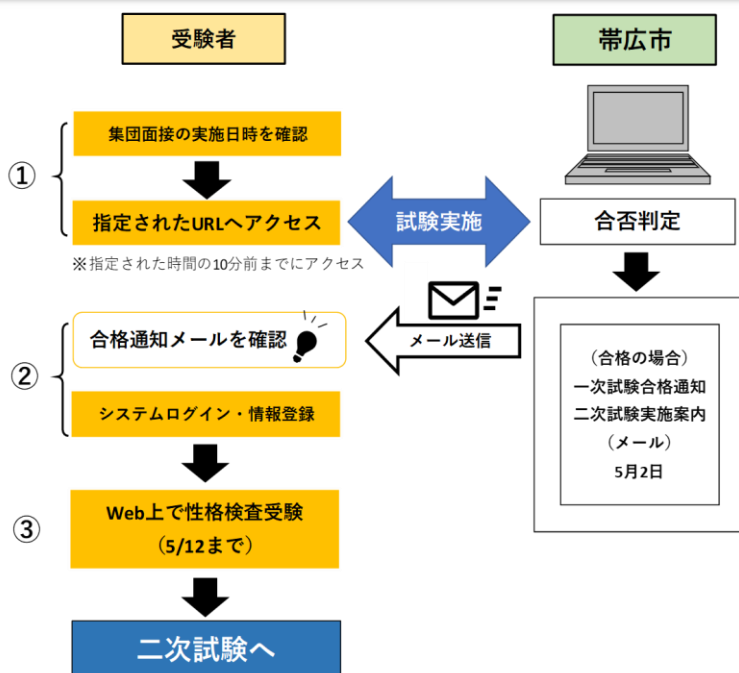 受験者
帯広市
①
集団面接の実施日時を確認
指定されたURLへアクセス
※指定された時間の10分前までにアクセス
試験実施
合否判定
②
合格通知メールを確認
メール送信
システムログイン・情報登録
（合格の場合）
一次試験合格通知
二次試験実施案内
（メール）
5月2日
③
Web上で性格検査受験
（5/12まで）
二次試験へ